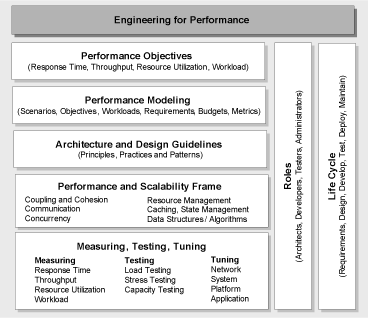 Engineering for Performance
Performance Objectives
(Response Time, Throughput, Resource Utilization, Workload)
Performance Modeling
(Scenarios, Objectives, Workloads, Requirements, Budgets, Metrics)
Architecture and Design Guidelines
(Principles, Practices and Patterns)
Performance and Scalability Frame
Coupling and Cohesion
Communication
Concurrency
Resource Management
Caching, State Management
Data Structures / Algorithms
Measuring, Testing, Tuning
Measuring
Response Time
Throughput
Resource Utilization
Workload
Testing
Load Testing
Stress Testing
Capacity Testing
Tuning
Network
System
Platform
Application
Roles
(Architects, Developers, Testers, Administrators)
Life Cycle
(Requirements, Design, Develop, Test, Deploy, Maintain)